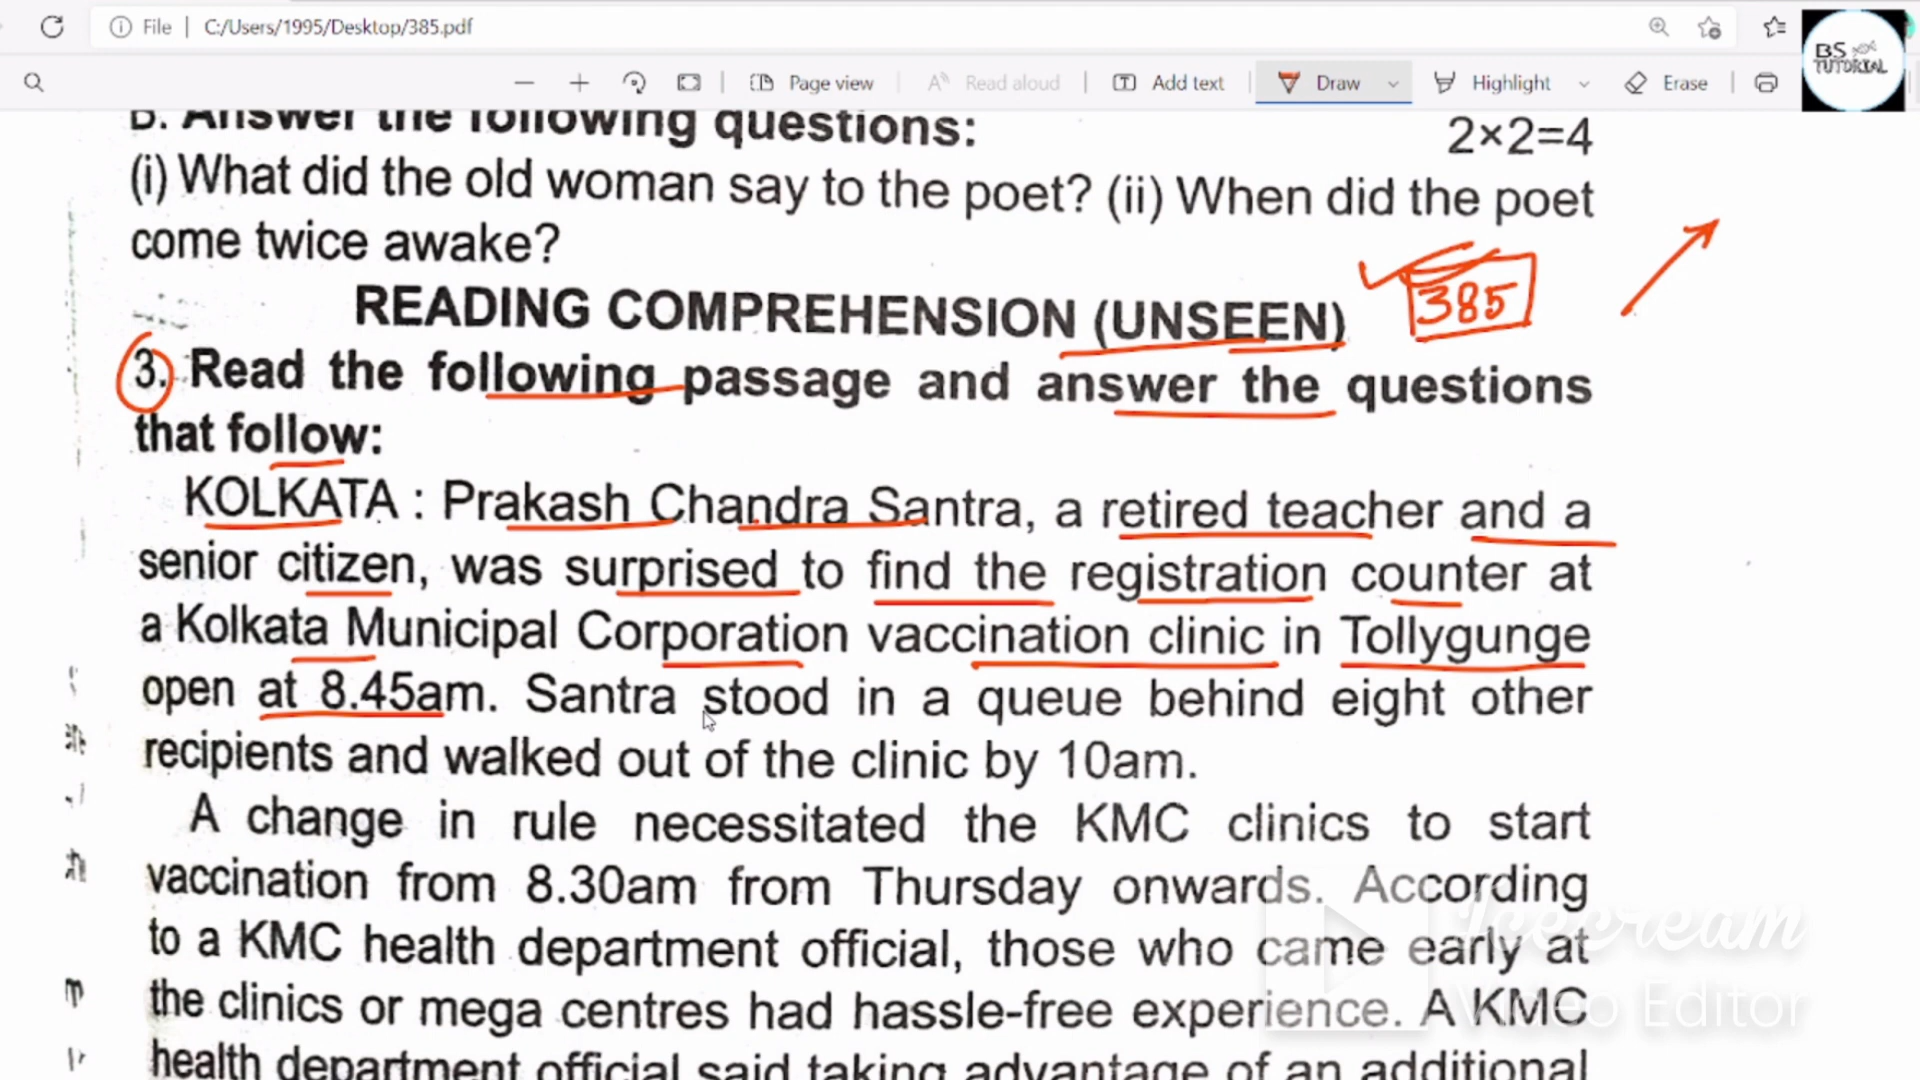 File | C:/Users/1995/Desktop/385.pdf
BS TUTORIAL
Page view | Read aloud | Add text | Draw Highlight Erase
B. Answer the following questions: 2×2=4
(i) What did the old woman say to the poet? (ii) When did the poet
come twice awake?
READING COMPREHENSION (UNSEEN) 385
3. Read the following passage and answer the questions
that follow:
KOLKATA : Prakash Chandra Santra, a retired teacher and a
senior citizen, was surprised to find the registration counter at
a Kolkata Municipal Corporation vaccination clinic in Tollygunge
open at 8.45am. Santra stood in a queue behind eight other
recipients and walked out of the clinic by 10am.
A change in rule necessitated the KMC clinics to start
vaccination from 8.30am from Thursday onwards. According
to a KMC health department official, those who came early at
the clinics or mega centres had hassle-free experience. A KMC
health department official said taking advantage of an additional
Icecream
Video Editor